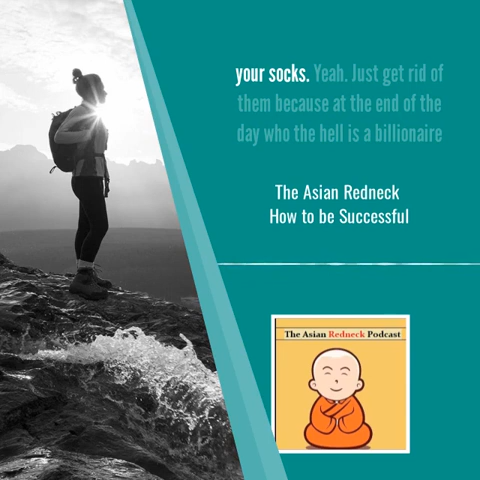 your socks. Yeah. Just get rid of
them because at the end of the
day who the hell is a billionaire
The Asian Redneck
How to be Successful
The Asian Redneck Podcast